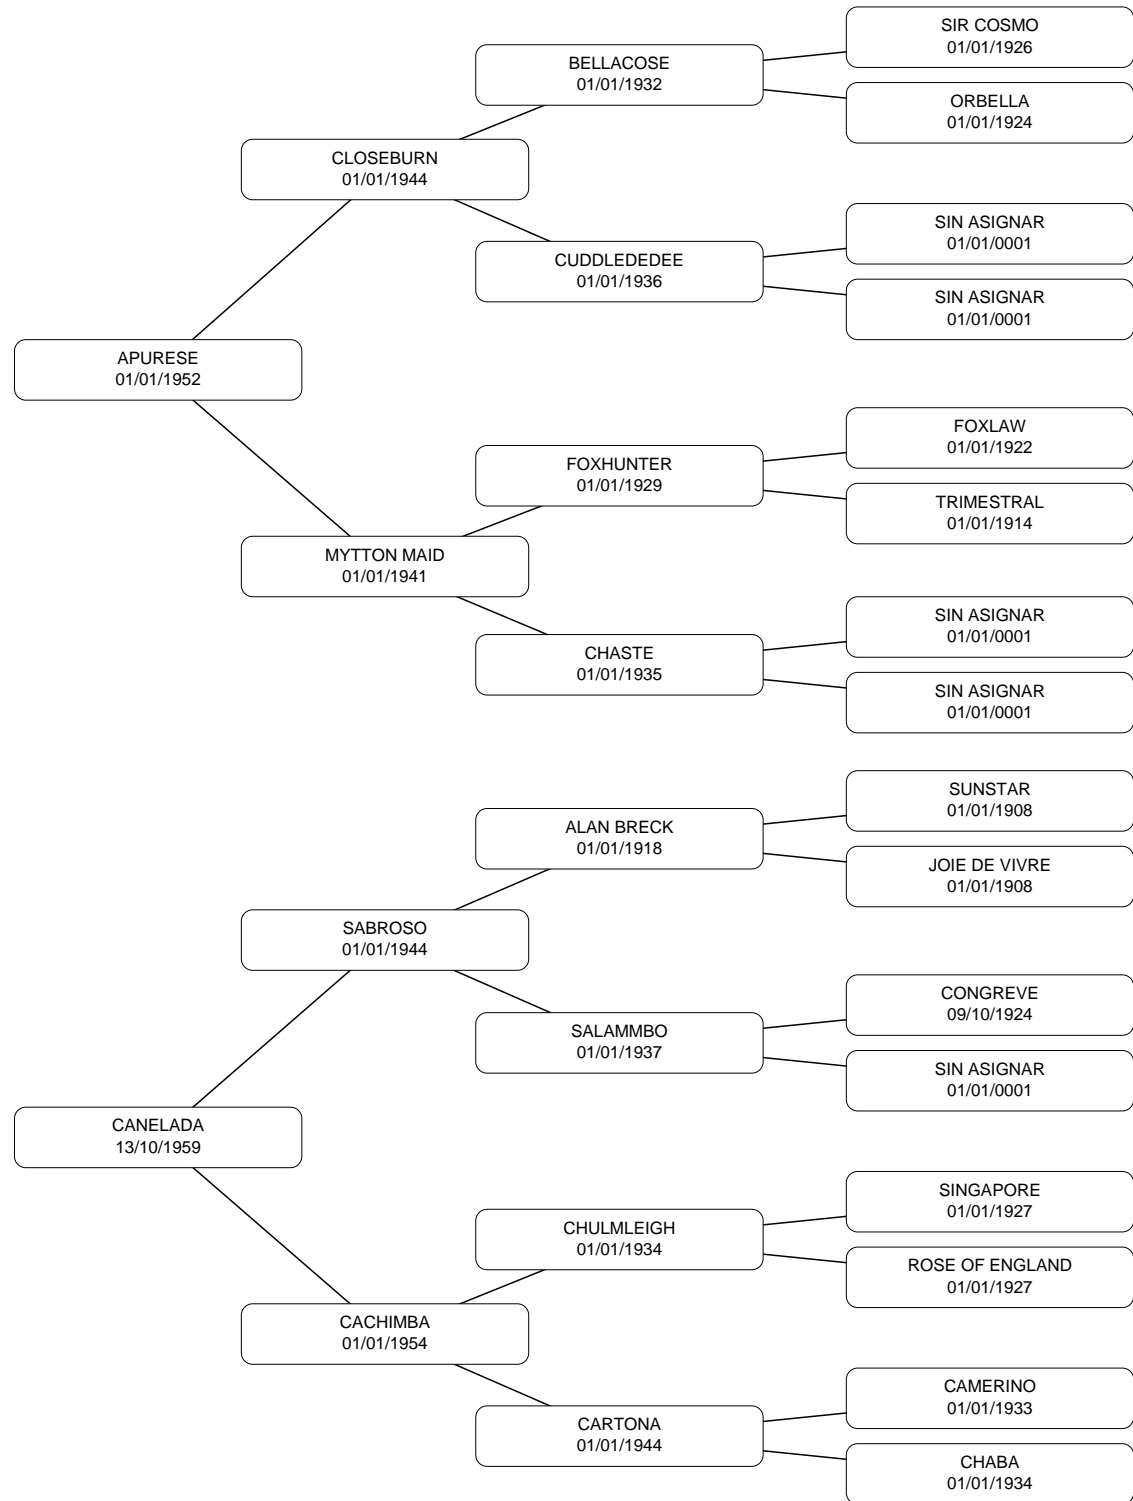 SIR COSMO
01/01/1926
BELLACOSE
01/01/1932
ORBELLA
01/01/1924
CLOSEBURN
01/01/1944
SIN ASIGNAR
01/01/0001
CUDDLEDEDEE
01/01/1936
SIN ASIGNAR
01/01/0001
APURESE
01/01/1952
FOXLAW
01/01/1922
FOXHUNTER
01/01/1929
TRIMESTRAL
01/01/1914
MYTTON MAID
01/01/1941
SIN ASIGNAR
01/01/0001
CHASTE
01/01/1935
SIN ASIGNAR
01/01/0001
SUNSTAR
01/01/1908
ALAN BRECK
01/01/1918
JOIE DE VIVRE
01/01/1908
SABROSO
01/01/1944
CONGREVE
09/10/1924
SALAMMBO
01/01/1937
SIN ASIGNAR
01/01/0001
CANELADA
13/10/1959
SINGAPORE
01/01/1927
CHULMLEIGH
01/01/1934
ROSE OF ENGLAND
01/01/1927
CACHIMBA
01/01/1954
CAMERINO
01/01/1933
CARTONA
01/01/1944
CHABA
01/01/1934